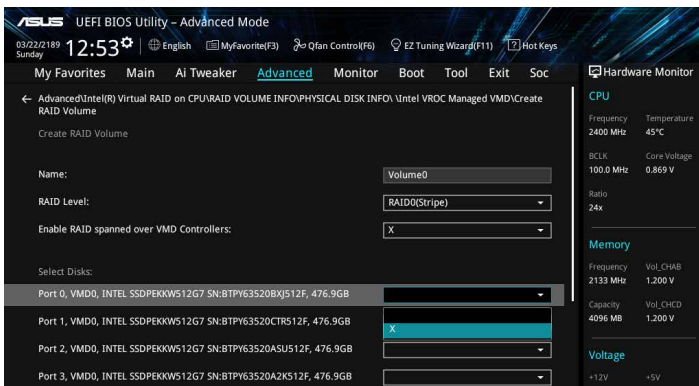 ASUS UEFI BIOS Utility – Advanced Mode
03/22/2189 Sunday 12:53 English MyFavorite(F3) Qfan Control(F6) EZ Tuning Wizard(F11) ? Hot Keys
My Favorites Main Ai Tweaker Advanced Monitor Boot Tool Exit Soc
← Advanced\Intel(R) Virtual RAID on CPU\RAID VOLUME INFO\PHYSICAL DISK INFO\ \Intel VROC Managed VMD\Create
RAID Volume
Create RAID Volume
Name: Volume0
RAID Level: RAID0(Stripe)
Enable RAID spanned over VMD Controllers: X
Select Disks:
Port 0, VMD0, INTEL SSDPEKKW512G7 SN:BTPY63520BXJ512F, 476.9GB
X
Port 1, VMD0, INTEL SSDPEKKW512G7 SN:BTPY63520CTR512F, 476.9GB
Port 2, VMD0, INTEL SSDPEKKW512G7 SN:BTPY63520ASU512F, 476.9GB
Port 3, VMD0, INTEL SSDPEKKW512G7 SN:BTPY63520A2K512F, 476.9GB
Hardware Monitor
CPU
Frequency Temperature
2400 MHz 45°C
BCLK Core Voltage
100.0 MHz 0.869 V
Ratio
24x
Memory
Frequency Vol_CHAB
2133 MHz 1.200 V
Capacity Vol_CHCD
4096 MB 1.200 V
Voltage
+12V +5V